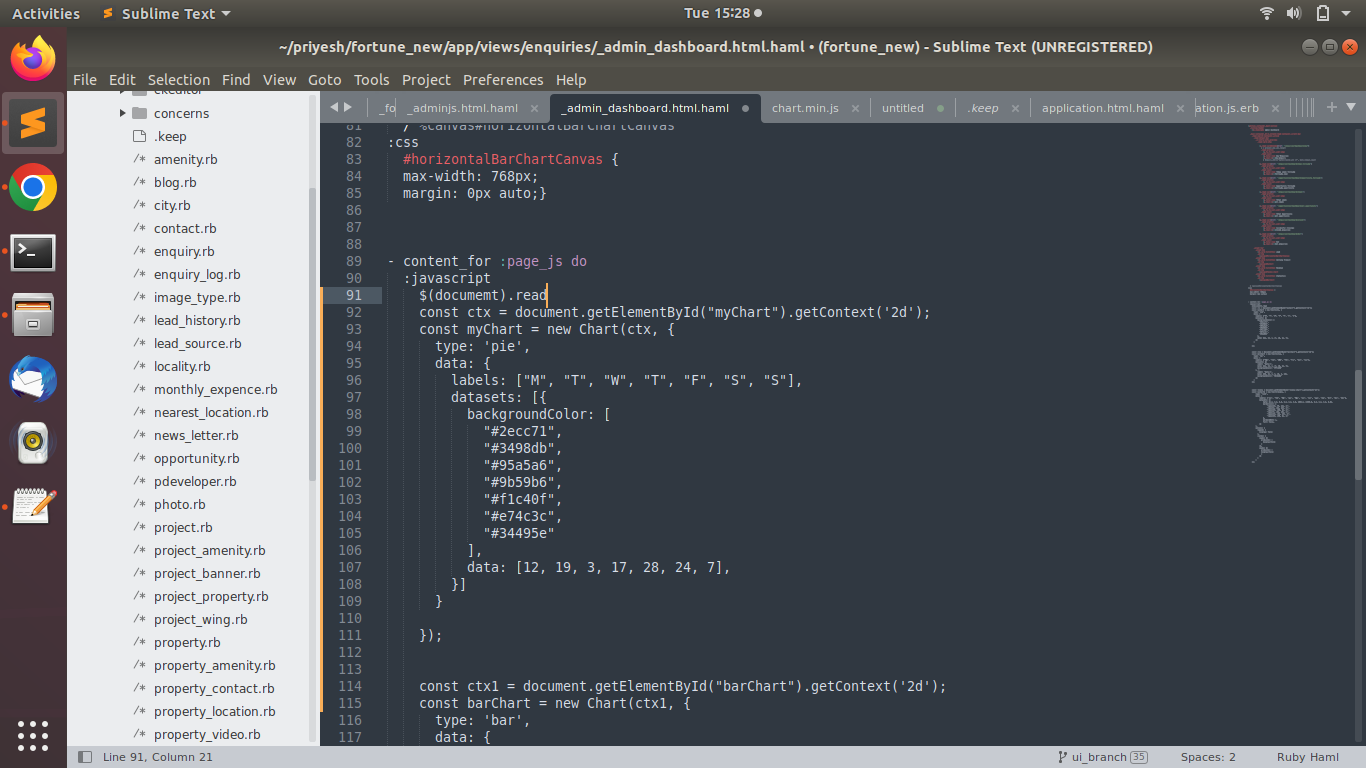 Activities
Sublime Text
Tue 15:28
~/priyesh/fortune_new/app/views/enquiries/_admin_dashboard.html.haml • (fortune_new) - Sublime Text (UNREGISTERED)
File Edit Selection Find View Goto Tools Project Preferences Help
ckeditor
concerns
.keep
/* amenity.rb
/* blog.rb
/* city.rb
/* contact.rb
/* enquiry.rb
/* enquiry_log.rb
/* image_type.rb
/* lead_history.rb
/* lead_source.rb
/* locality.rb
/* monthly_expence.rb
/* nearest_location.rb
/* news_letter.rb
/* opportunity.rb
/* pdeveloper.rb
/* photo.rb
/* project.rb
/* project_amenity.rb
/* project_banner.rb
/* project_property.rb
/* project_wing.rb
/* property.rb
/* property_amenity.rb
/* property_contact.rb
/* property_location.rb
/* property_video.rb
_fo
_adminjs.html.haml ×
_admin_dashboard.html.haml
chart.min.js ×
untitled
.keep ×
application.html.haml ×
ation.js.erb ×
81 / %canvas#horizontalBarChartCanvas
82 :css
83 #horizontalBarChartCanvas {
84 max-width: 768px;
85 margin: 0px auto;}
86
87
88
89 - content_for :page_js do
90 :javascript
91 $(documemt).read
92 const ctx = document.getElementById("myChart").getContext('2d');
93 const myChart = new Chart(ctx, {
94 type: 'pie',
95 data: {
96 labels: ["M", "T", "W", "T", "F", "S", "S"],
97 datasets: [{
98 backgroundColor: [
99 "#2ecc71",
100 "#3498db",
101 "#95a5a6",
102 "#9b59b6",
103 "#f1c40f",
104 "#e74c3c",
105 "#34495e"
106 ],
107 data: [12, 19, 3, 17, 28, 24, 7],
108 }]
109 }
110
111 });
112
113
114 const ctx1 = document.getElementById("barChart").getContext('2d');
115 const barChart = new Chart(ctx1, {
116 type: 'bar',
117 data: {
Line 91, Column 21
ui_branch 35
Spaces: 2
Ruby Haml